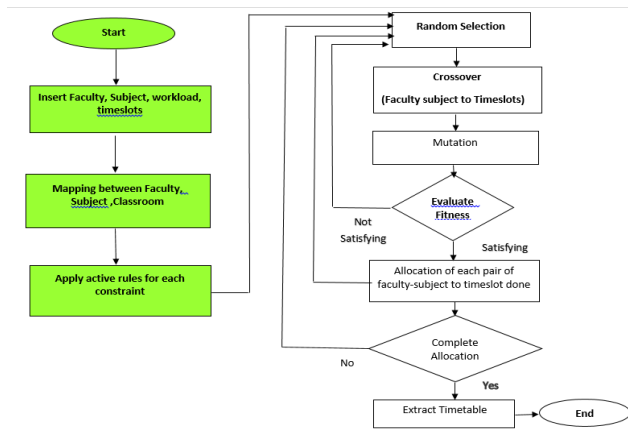 Start
Insert Faculty, Subject, workload,
timeslots
Mapping between Faculty,
Subject ,Classroom
Apply active rules for each
constraint
Random Selection
Crossover
(Faculty subject to Timeslots)
Mutation
Evaluate
Fitness
Not
Satisfying
Satisfying
Allocation of each pair of
faculty-subject to timeslot done
Complete
Allocation
No
Yes
Extract Timetable
End